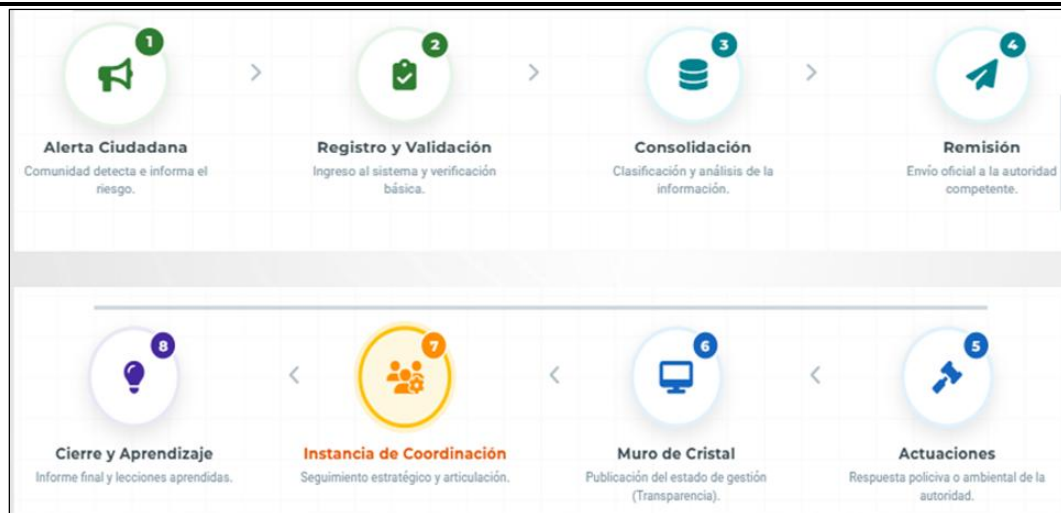 1
2
3
4
Alerta Ciudadana
Registro y Validación
Consolidación
Remisión
Comunidad detecta e informa el
riesgo.
Ingreso al sistema y verificación
básica.
Clasificación y análisis de la
información.
Envío oficial a la autoridad
competente.
8
7
6
5
Cierre y Aprendizaje
Instancia de Coordinación
Muro de Cristal
Actuaciones
Informe final y lecciones aprendidas.
Seguimiento estratégico y articulación.
Publicación del estado de gestión
(Transparencia).
Respuesta policiva o ambiental de la
autoridad.